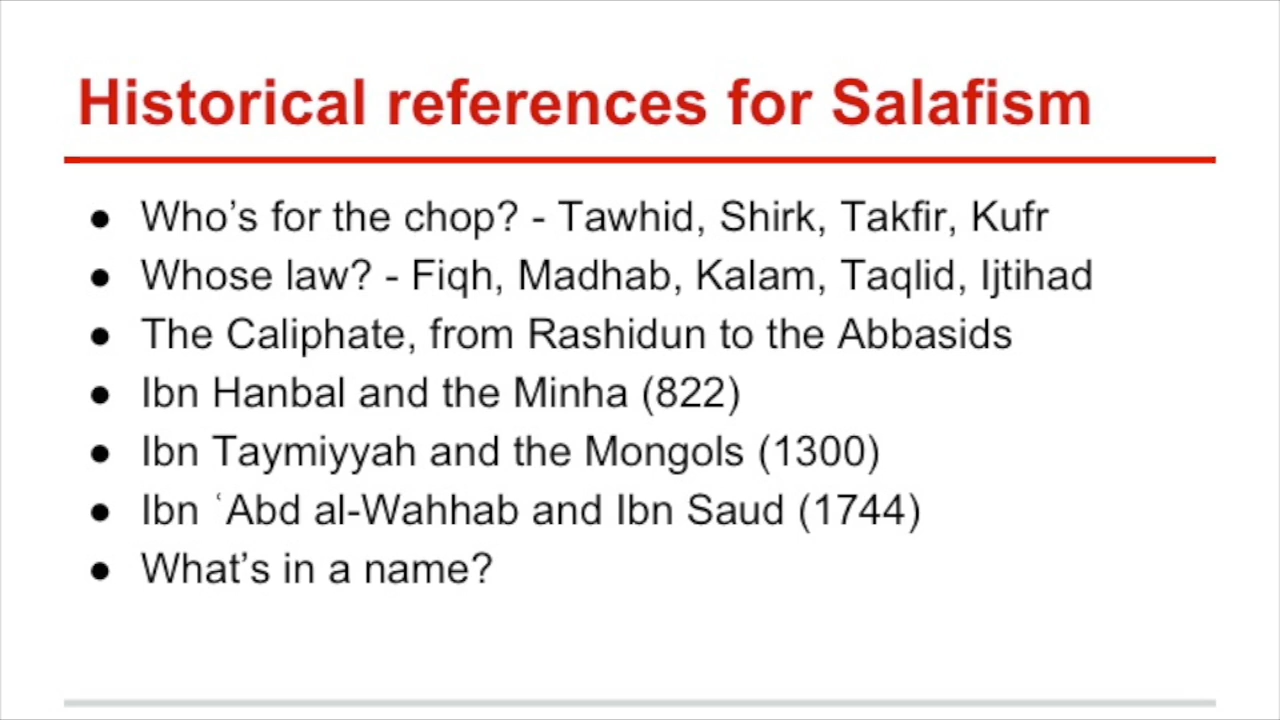 Historical references for Salafism
● Who’s for the chop? - Tawhid, Shirk, Takfir, Kufr
● Whose law? - Fiqh, Madhab, Kalam, Taqlid, Ijtihad
● The Caliphate, from Rashidun to the Abbasids
● Ibn Hanbal and the Minha (822)
● Ibn Taymiyyah and the Mongols (1300)
● Ibn ʿAbd al-Wahhab and Ibn Saud (1744)
● What’s in a name?